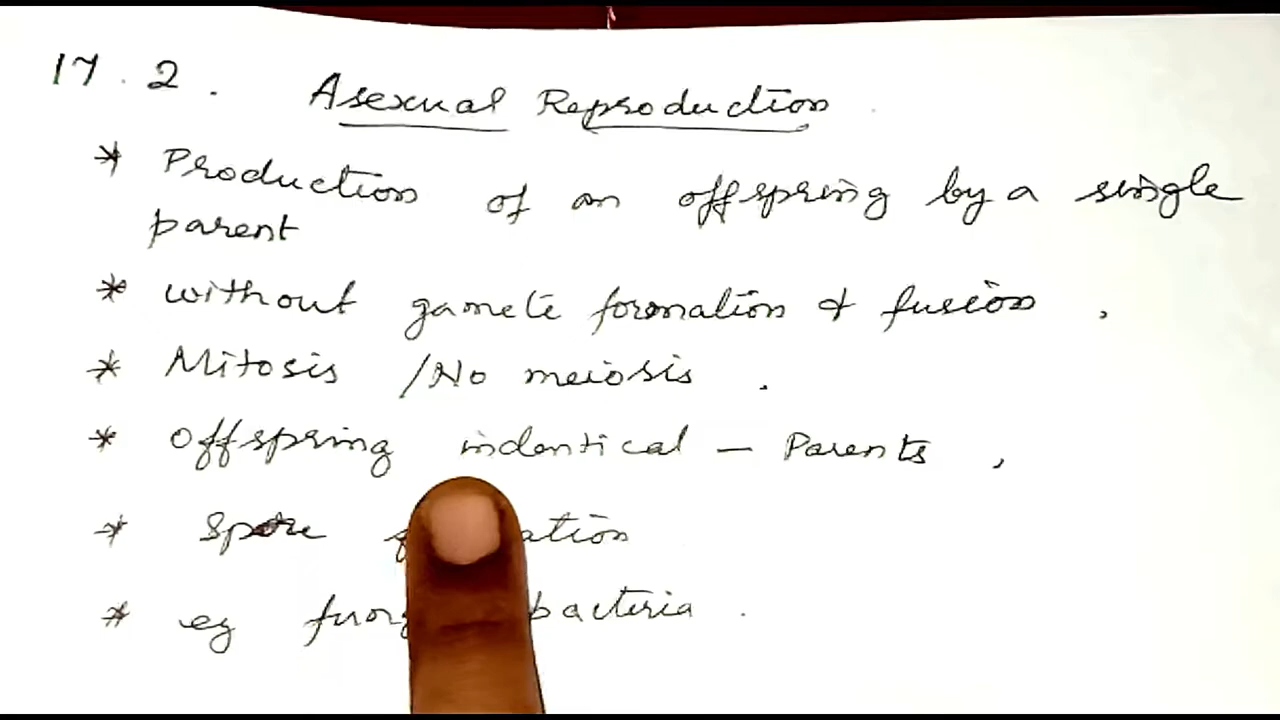 17.2. Asexual Reproduction
* Production of an offspring by a single
parent
* without gamete formation & fusion.
* Mitosis /No meiosis.
* Offspring indentical - Parents,
* Spore
* eg bacteria.